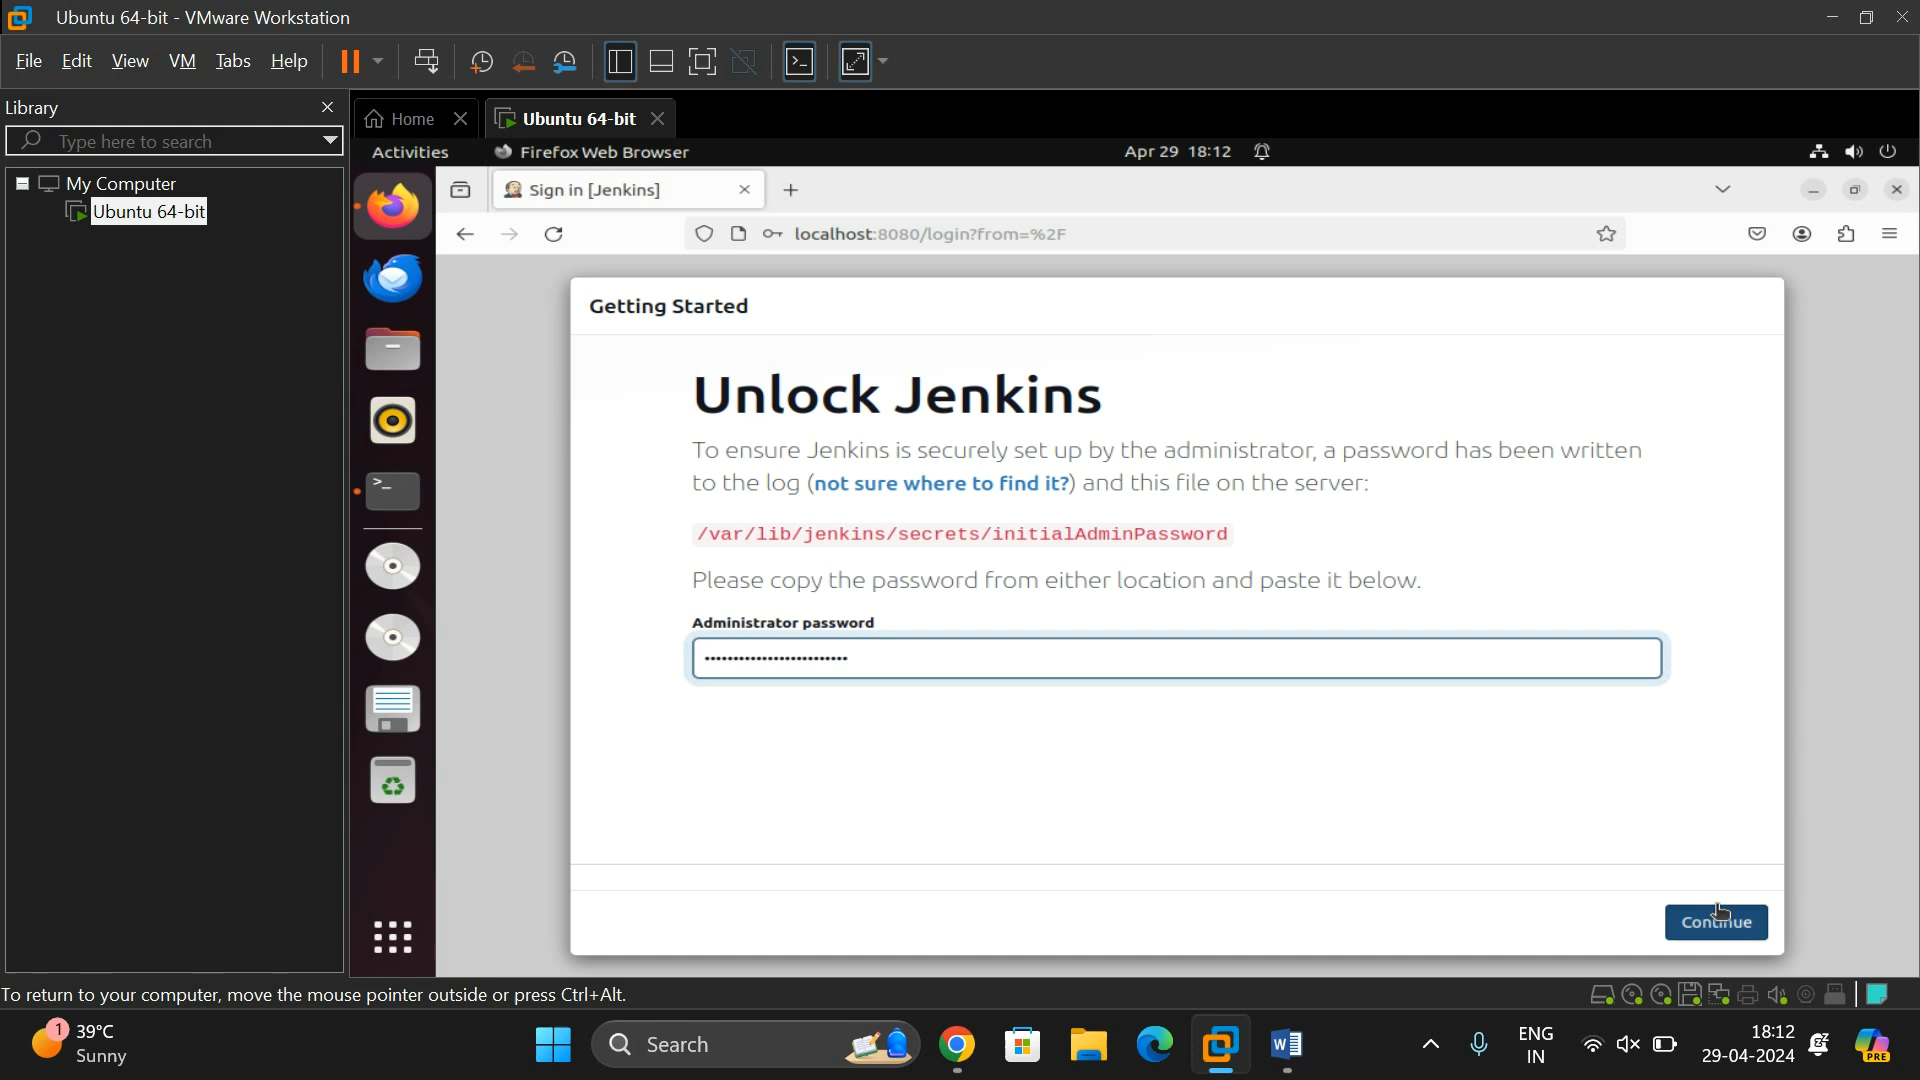 Ubuntu 64-bit - VMware Workstation
File Edit View VM Tabs Help
Library
Type here to search
My Computer
Ubuntu 64-bit
Home
Ubuntu 64-bit
Activities Firefox Web Browser Apr 29 18:12
Sign in [Jenkins]
localhost:8080/login?from=%2F
Getting Started
Unlock Jenkins
To ensure Jenkins is securely set up by the administrator, a password has been written
to the log (not sure where to find it?) and this file on the server:
/var/lib/jenkins/secrets/initialAdminPassword
Please copy the password from either location and paste it below.
Administrator password
Continue
To return to your computer, move the mouse pointer outside or press Ctrl+Alt.
1 39°C
Sunny
Search
ENG
IN
18:12
29-04-2024
PRE